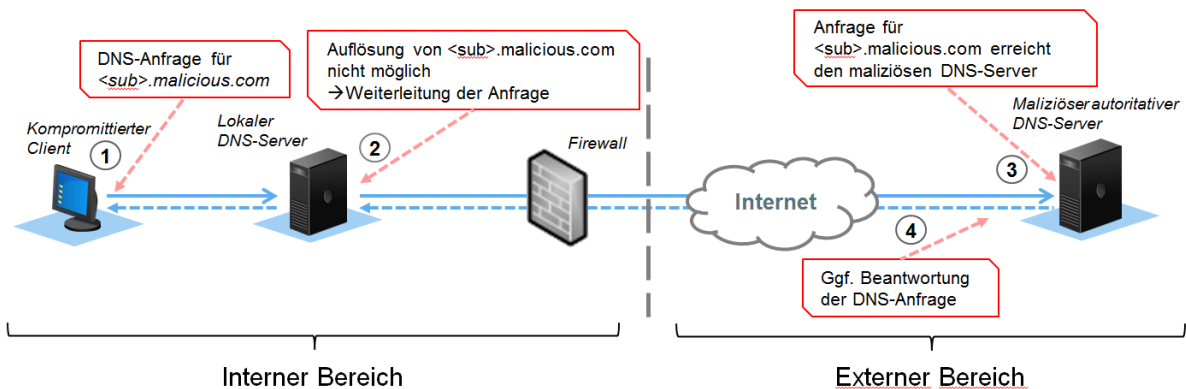 DNS-Anfrage für
<sub>.malicious.com
Auflösung von <sub>.malicious.com
nicht möglich
→Weiterleitung der Anfrage
Anfrage für
<sub>.malicious.com erreicht
den maliziösen DNS-Server
Kompromittierter
Client
1
Lokaler
DNS-Server
2
Firewall
Internet
Maliziöser autoritativer
DNS-Server
3
4
Ggf. Beantwortung
der DNS-Anfrage
Interner Bereich
Externer Bereich